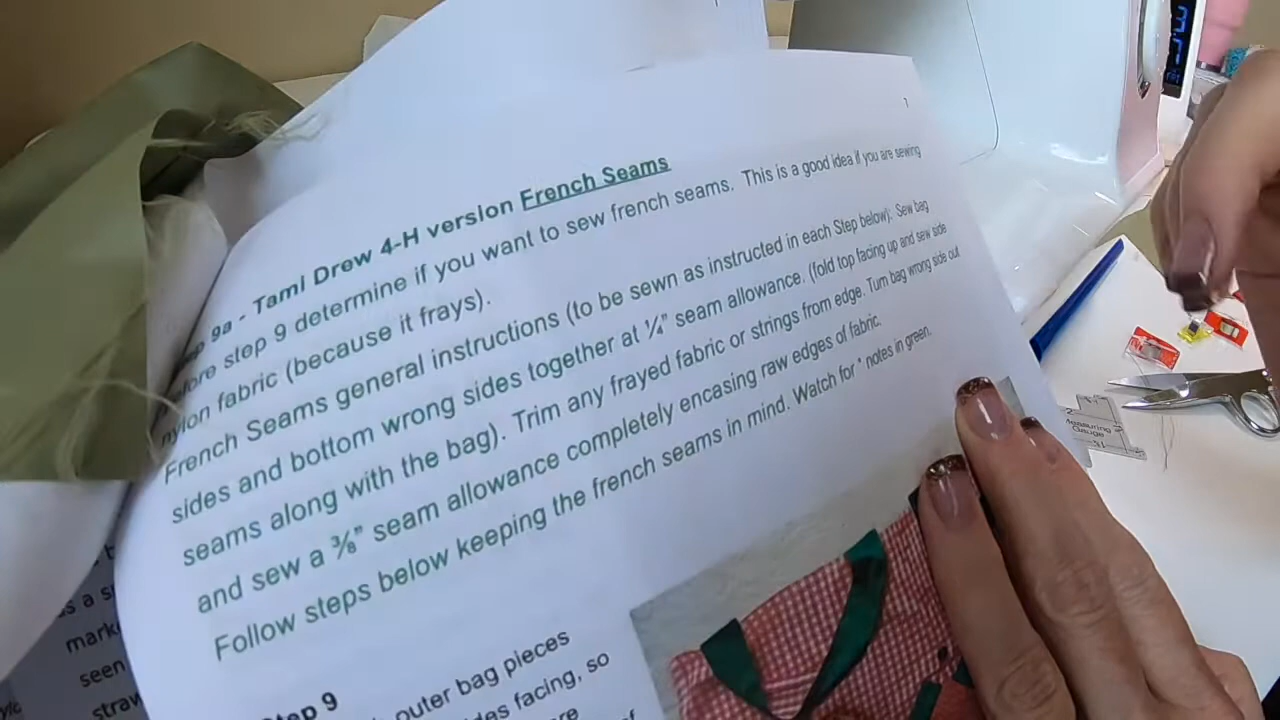 7
9a - Tami Drew 4-H version French Seams
step 9 determine if you want to sew french seams. This is a good idea if you are sewing
nylon fabric (because it frays).
French Seams general instructions (to be sewn as instructed in each Step below): Sew bag
sides and bottom wrong sides together at ¼" seam allowance. (fold top facing up and sew side
seams along with the bag). Trim any frayed fabric or strings from edge. Turn bag wrong side out
and sew a ⅜" seam allowance completely encasing raw edges of fabric.
Follow steps below keeping the french seams in mind. Watch for * notes in green.
9
outer bag pieces
facing, so
seen
Measuring
Gauge